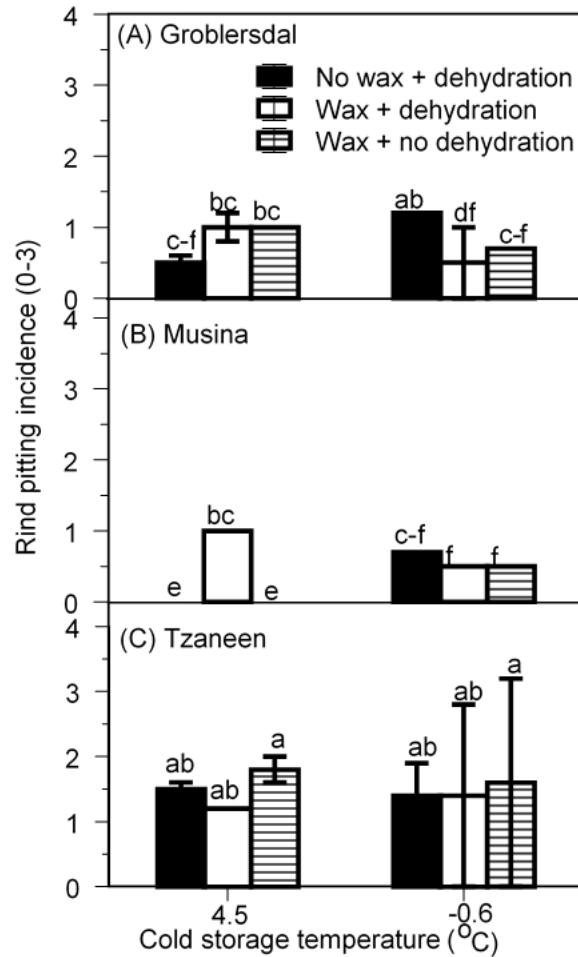 4
(A) Groblersdal
No wax + dehydration
3
Wax + dehydration
Wax + no dehydration
2
bc bc ab df
c-f c-f
1
0
4
(B) Musina
3
2
bc
c-f
1
f f
e e
0
4
(C) Tzaneen
3
a
a ab
2
ab ab ab
1
0
4.5 -0.6
Cold storage temperature (°C)
Rind pitting incidence (0-3)